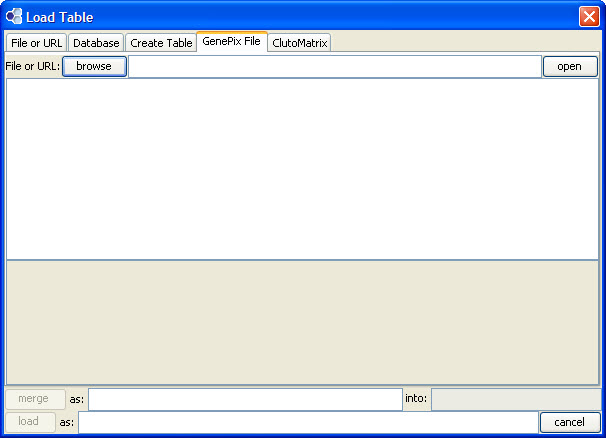 Load Table
File or URL Database Create Table GenePix File ClutoMatrix
File or URL: browse open
merge as: into:
load as: cancel